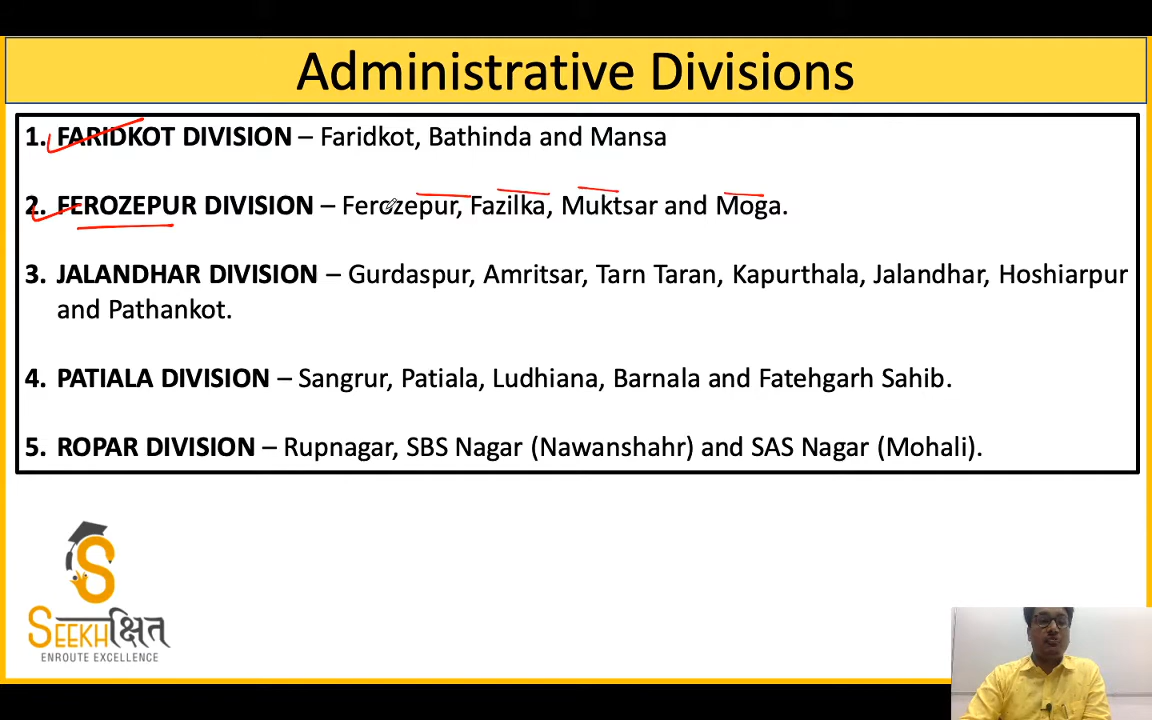 Administrative Divisions
1. FARIDKOT DIVISION – Faridkot, Bathinda and Mansa
2. FEROZEPUR DIVISION – Ferozepur, Fazilka, Muktsar and Moga.
3. JALANDHAR DIVISION – Gurdaspur, Amritsar, Tarn Taran, Kapurthala, Jalandhar, Hoshiarpur
and Pathankot.
4. PATIALA DIVISION – Sangrur, Patiala, Ludhiana, Barnala and Fatehgarh Sahib.
5. ROPAR DIVISION – Rupnagar, SBS Nagar (Nawanshahr) and SAS Nagar (Mohali).
S
SEEKHक्षित
ENROUTE EXCELLENCE